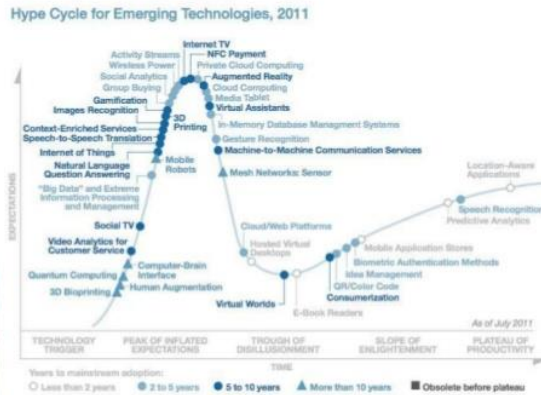 Hype Cycle for Emerging Technologies, 2011
Internet TV
NFC Payment
Activity Streams
Wireless Power
Private Cloud Computing
Augmented Reality
Social Analytics
Cloud Computing
Group Buying
Media Tablet
Gamification
Virtual Assistants
Images Recognition
3D
Printing
In-Memory Database Managment Systems
Context-Enriched Services
Speech-to-Speech Translation
Gesture Recognition
Internet of Things
Machine-to-Machine Communication Services
Natural Language
Question Answering
Mobile
Robots
Mesh Networks: Sensor
"Big Data" and Extreme
Information Processing
and Management
Location-Aware
Applications
Speech Recognition
Predictive Analytics
Social TV
Cloud/Web Platforms
Video Analytics for
Customer Service
Hosted Virtual
Desktops
Mobile Application Stores
Computer-Brain
Interface
Biometric Authentication Methods
Quantum Computing
Idea Management
Human Augmentation
QR/Color Code
3D Bioprinting
Virtual Worlds
Consumerization
E-Book Readers
As of July 2011
EXPECTATIONS
TECHNOLOGY
TRIGGER
PEAK OF INFLATED
EXPECTATIONS
TROUGH OF
DISILLUSIONMENT
SLOPE OF
ENLIGHTENMENT
PLATEAU OF
PRODUCTIVITY
TIME
Years to mainstream adoption:
Less than 2 years
2 to 5 years
5 to 10 years
More than 10 years
Obsolete before plateau